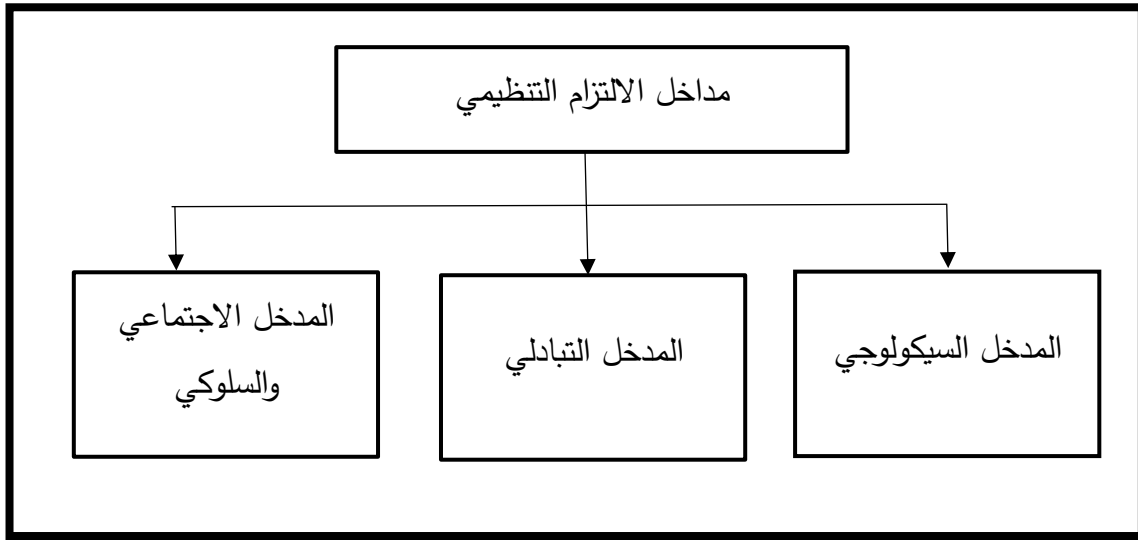 مداخل الالتزام التنظيمي
المدخل السيكولوجي
المدخل التبادلي
المدخل الاجتماعي
والسلوكي